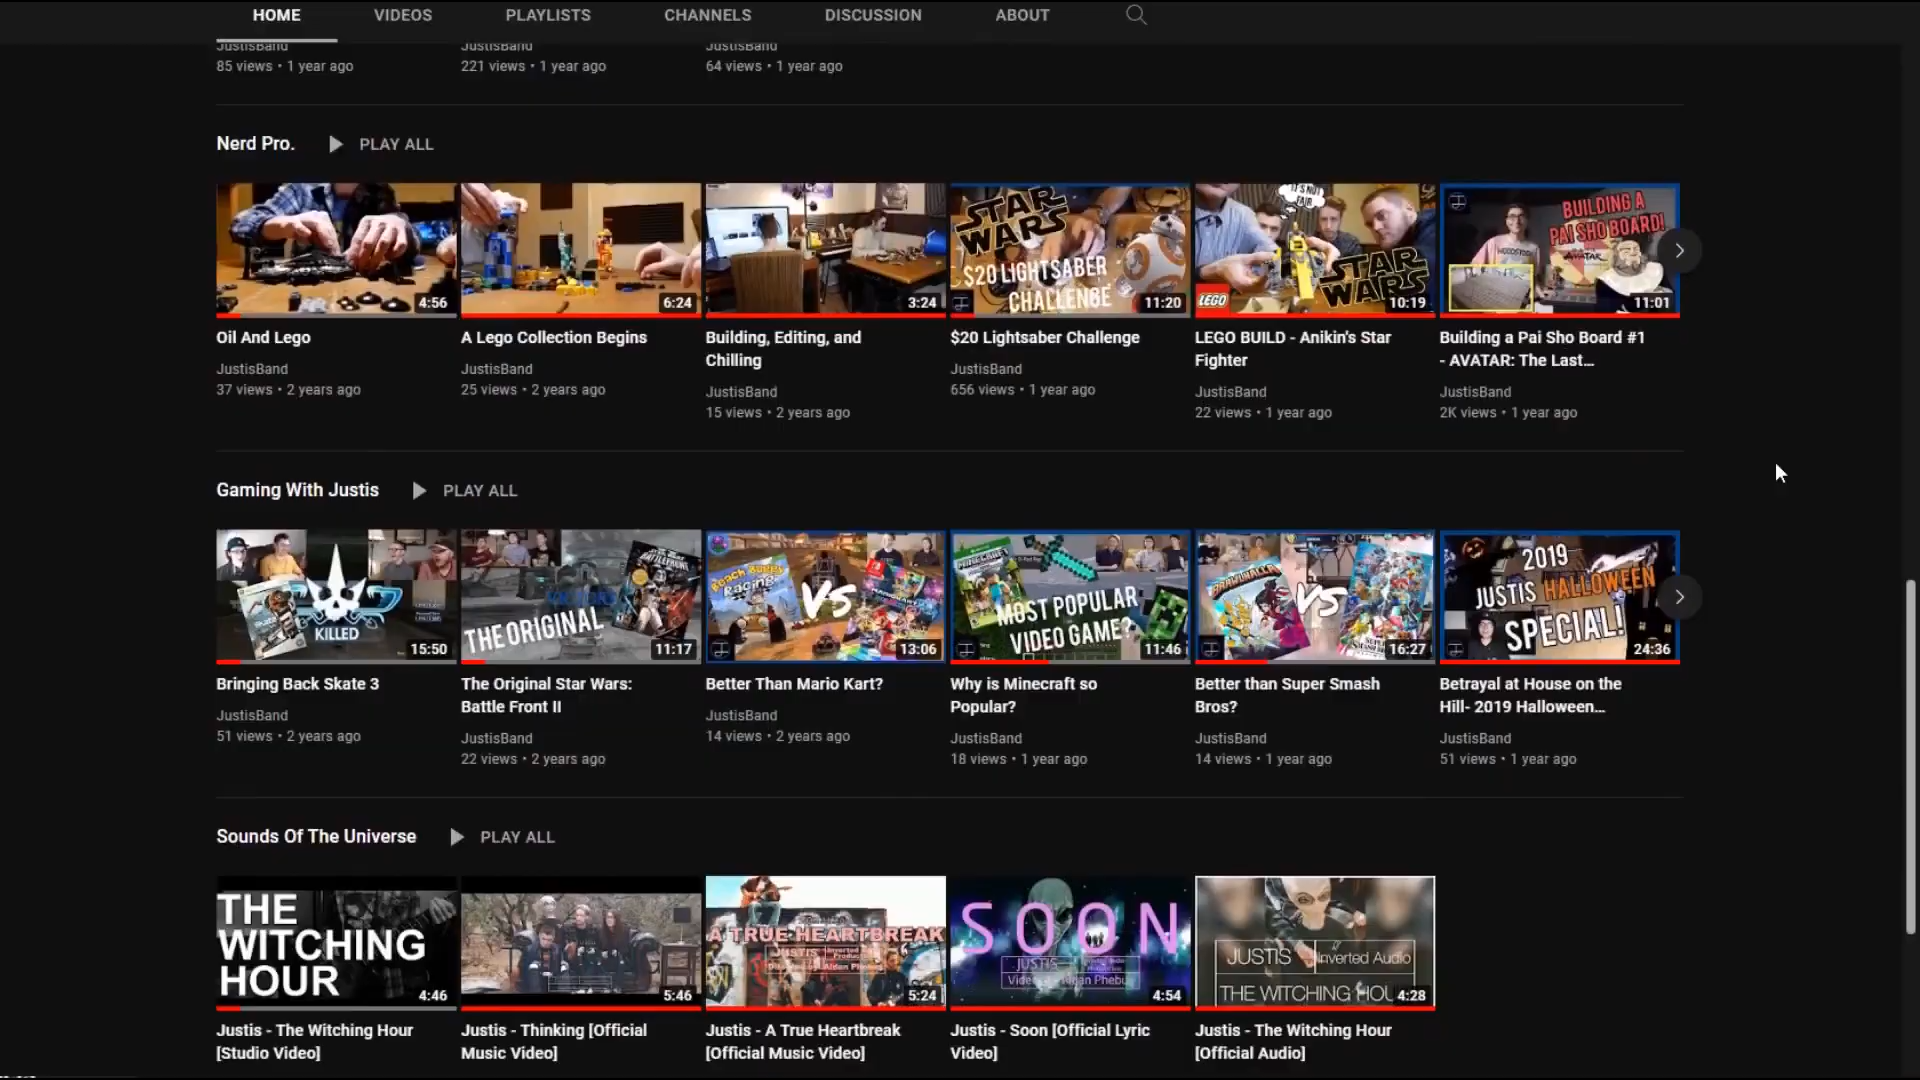 HOME VIDEOS PLAYLISTS CHANNELS DISCUSSION ABOUT
JustisBand JustisBand
85 views • 1 year ago 221 views • 1 year ago 64 views • 1 year ago
Nerd Pro. PLAY ALL
4:56
6:24
3:24
STAR WARS
$20 LIGHTSABER
CHALLENGE
11:20
IT'S NOT
FAIR
STAR WARS
LEGO
10:19
BUILDING A
PAI SHO BOARD!
AVATAR
11:01
Oil And Lego
JustisBand
37 views • 2 years ago
A Lego Collection Begins
JustisBand
25 views • 2 years ago
Building, Editing, and
Chilling
JustisBand
15 views • 2 years ago
$20 Lightsaber Challenge
JustisBand
656 views • 1 year ago
LEGO BUILD - Anikin's Star
Fighter
JustisBand
22 views • 1 year ago
Building a Pai Sho Board #1
- AVATAR: The Last...
JustisBand
2K views • 1 year ago
Gaming With Justis PLAY ALL
KILLED
15:50
THE ORIGINAL
11:17
Beach Buggy
Racing
VS
13:06
MINECRAFT
MOST POPULAR
VIDEO GAME?
11:46
BRAWLHALLA
VS
16:27
2019
JUSTIS HALLOWEEN
SPECIAL!
24:36
Bringing Back Skate 3
JustisBand
51 views • 2 years ago
The Original Star Wars:
Battle Front II
JustisBand
22 views • 2 years ago
Better Than Mario Kart?
JustisBand
14 views • 2 years ago
Why is Minecraft so
Popular?
JustisBand
18 views • 1 year ago
Better than Super Smash
Bros?
JustisBand
14 views • 1 year ago
Betrayal at House on the
Hill- 2019 Halloween...
JustisBand
51 views • 1 year ago
Sounds Of The Universe PLAY ALL
THE
WITCHING
HOUR
4:46
5:46
A TRUE HEARTBREAK
JUSTIS
5:24
SOON
JUSTIS
4:54
JUSTIS Inverted Audio
THE WITCHING HOU
4:28
Justis - The Witching Hour
[Studio Video]
Justis - Thinking [Official
Music Video]
Justis - A True Heartbreak
[Official Music Video]
Justis - Soon [Official Lyric
Video]
Justis - The Witching Hour
[Official Audio]